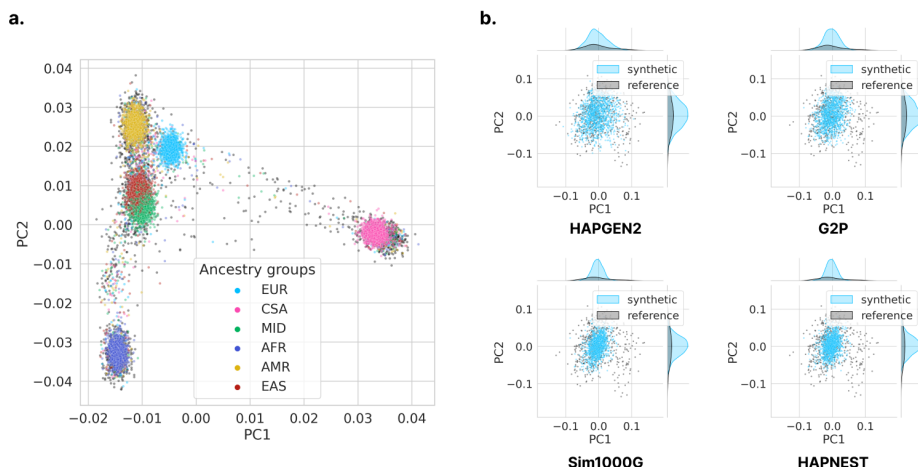 a.
0.04
0.03
0.02
0.01
0.00
−0.01
−0.02
−0.03
−0.04
PC2
Ancestry groups
EUR
CSA
MID
AFR
AMR
EAS
−0.02 −0.01 0.00 0.01 0.02 0.03 0.04
PC1
b.
synthetic
reference
0.1
0.0
−0.1
PC2
−0.1 0.0 0.1
PC1
HAPGEN2
synthetic
reference
0.1
0.0
−0.1
PC2
−0.1 0.0 0.1
PC1
G2P
synthetic
reference
0.1
0.0
−0.1
PC2
−0.1 0.0 0.1
PC1
Sim1000G
synthetic
reference
0.1
0.0
−0.1
PC2
−0.1 0.0 0.1
PC1
HAPNEST